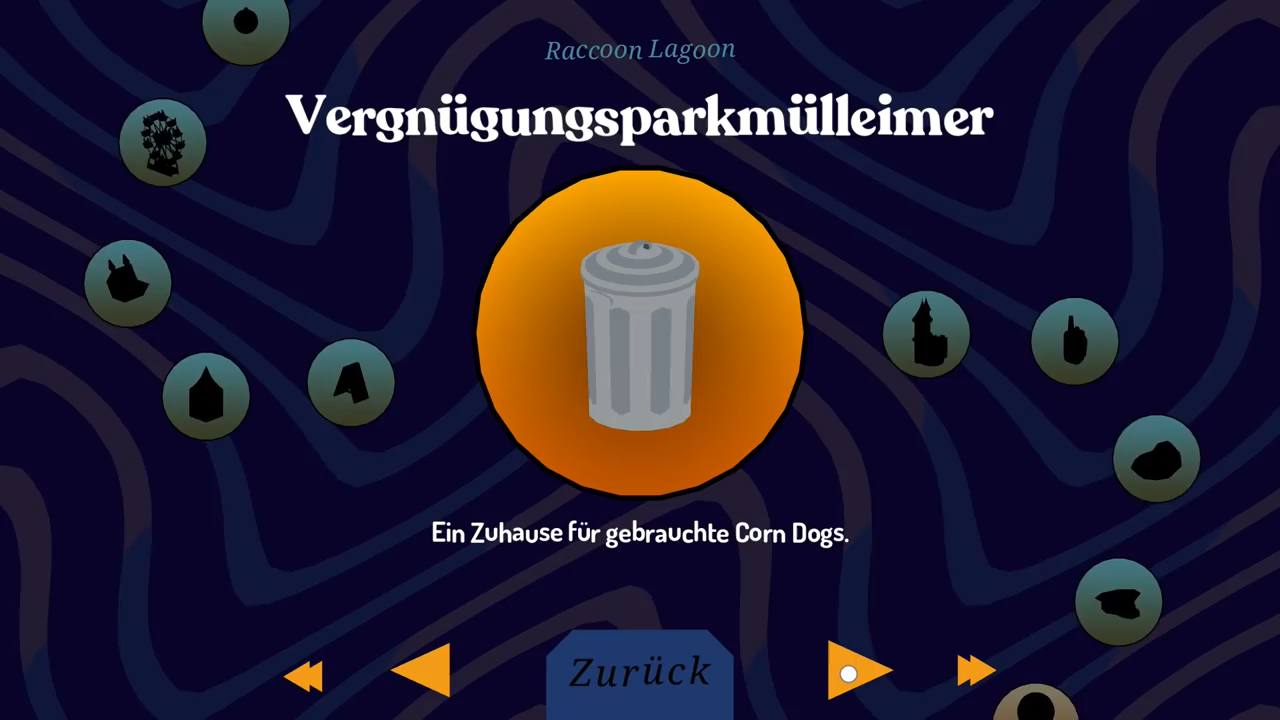 Raccoon Lagoon
Vergnügungsparkmülleimer
Ein Zuhause für gebrauchte Corn Dogs.
Zurück